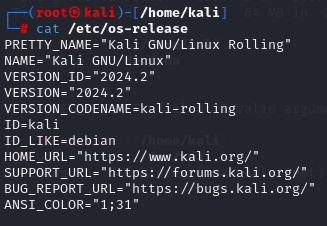 ┌──(root㉿kali)-[/home/kali]
└─# cat /etc/os-release
PRETTY_NAME="Kali GNU/Linux Rolling"
NAME="Kali GNU/Linux"
VERSION_ID="2024.2"
VERSION="2024.2"
VERSION_CODENAME=kali-rolling
ID=kali
ID_LIKE=debian
HOME_URL="https://www.kali.org/"
SUPPORT_URL="https://forums.kali.org/"
BUG_REPORT_URL="https://bugs.kali.org/"
ANSI_COLOR="1;31"